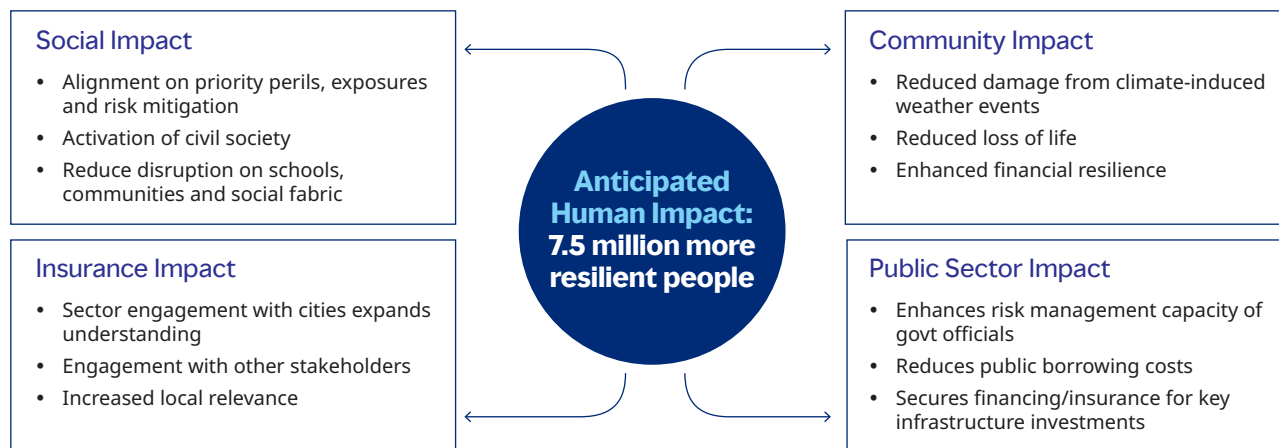 Social Impact
• Alignment on priority perils, exposures
and risk mitigation
• Activation of civil society
• Reduce disruption on schools,
communities and social fabric
Insurance Impact
• Sector engagement with cities expands
understanding
• Engagement with other stakeholders
• Increased local relevance
Anticipated
Human Impact:
7.5 million more
resilient people
Community Impact
• Reduced damage from climate-induced
weather events
• Reduced loss of life
• Enhanced financial resilience
Public Sector Impact
• Enhances risk management capacity of
govt officials
• Reduces public borrowing costs
• Secures financing/insurance for key
infrastructure investments